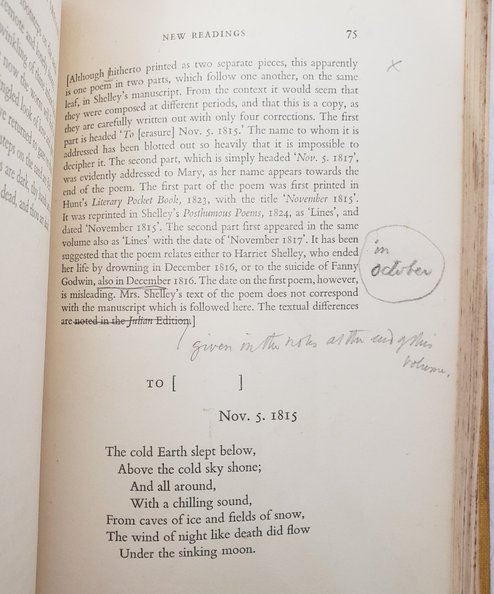 NEW READINGS 75
[Although hitherto printed as two separate pieces, this apparently
is one poem in two parts, which follow one another, on the same
leaf, in Shelley's manuscript. From the context it would seem that
they were composed at different periods, and that this is a copy, as
they are carefully written out with only four corrections. The first
part is headed 'To [erasure] Nov. 5. 1815.' The name to whom it is
addressed has been blotted out so heavily that it is impossible to
decipher it. The second part, which is simply headed 'Nov. 5. 1817',
was evidently addressed to Mary, as her name appears towards the
end of the poem. The first part of the poem was first printed in
Hunt's Literary Pocket Book, 1823, with the title 'November 1815'.
It was reprinted in Shelley's Posthumous Poems, 1824, as 'Lines', and
dated 'November 1815'. The second part first appeared in the same
volume also as 'Lines' with the date of 'November 1817'. It has been
suggested that the poem relates either to Harriet Shelley, who ended
her life by drowning in December 1816, or to the suicide of Fanny
Godwin, also in December 1816. The date on the first poem, however,
is misleading. Mrs. Shelley's text of the poem does not correspond
with the manuscript which is followed here. The textual differences
are noted in the Julian Edition.]
x
in
October
given in the notes at the end of this
volume.
TO [ ]
Nov. 5. 1815
The cold Earth slept below,
Above the cold sky shone;
And all around,
With a chilling sound,
From caves of ice and fields of snow,
The wind of night like death did flow
Under the sinking moon.